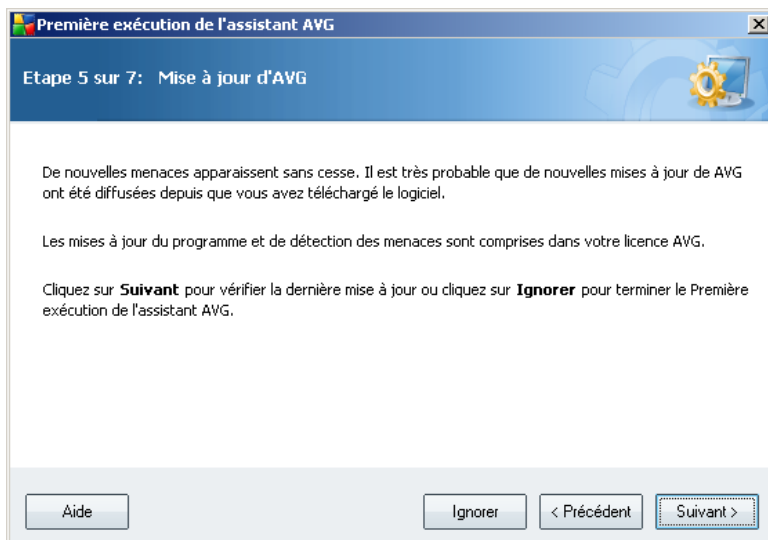 Première exécution de l'assistant AVG
Etape 5 sur 7: Mise à jour d'AVG
De nouvelles menaces apparaissent sans cesse. Il est très probable que de nouvelles mises à jour de AVG
ont été diffusées depuis que vous avez téléchargé le logiciel.
Les mises à jour du programme et de détection des menaces sont comprises dans votre licence AVG.
Cliquez sur Suivant pour vérifier la dernière mise à jour ou cliquez sur Ignorer pour terminer le Première
exécution de l'assistant AVG.
Aide
Ignorer
< Précédent
Suivant >